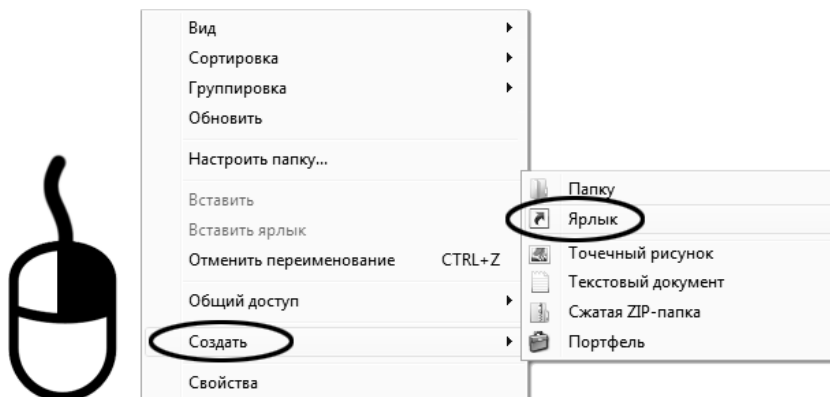 Вид
Сортировка
Группировка
Обновить
Настроить папку...
Вставить
Вставить ярлык
Отменить переименование CTRL+Z
Общий доступ
Создать
Свойства
Папку
Ярлык
Точечный рисунок
Текстовый документ
Сжатая ZIP-папка
Портфель